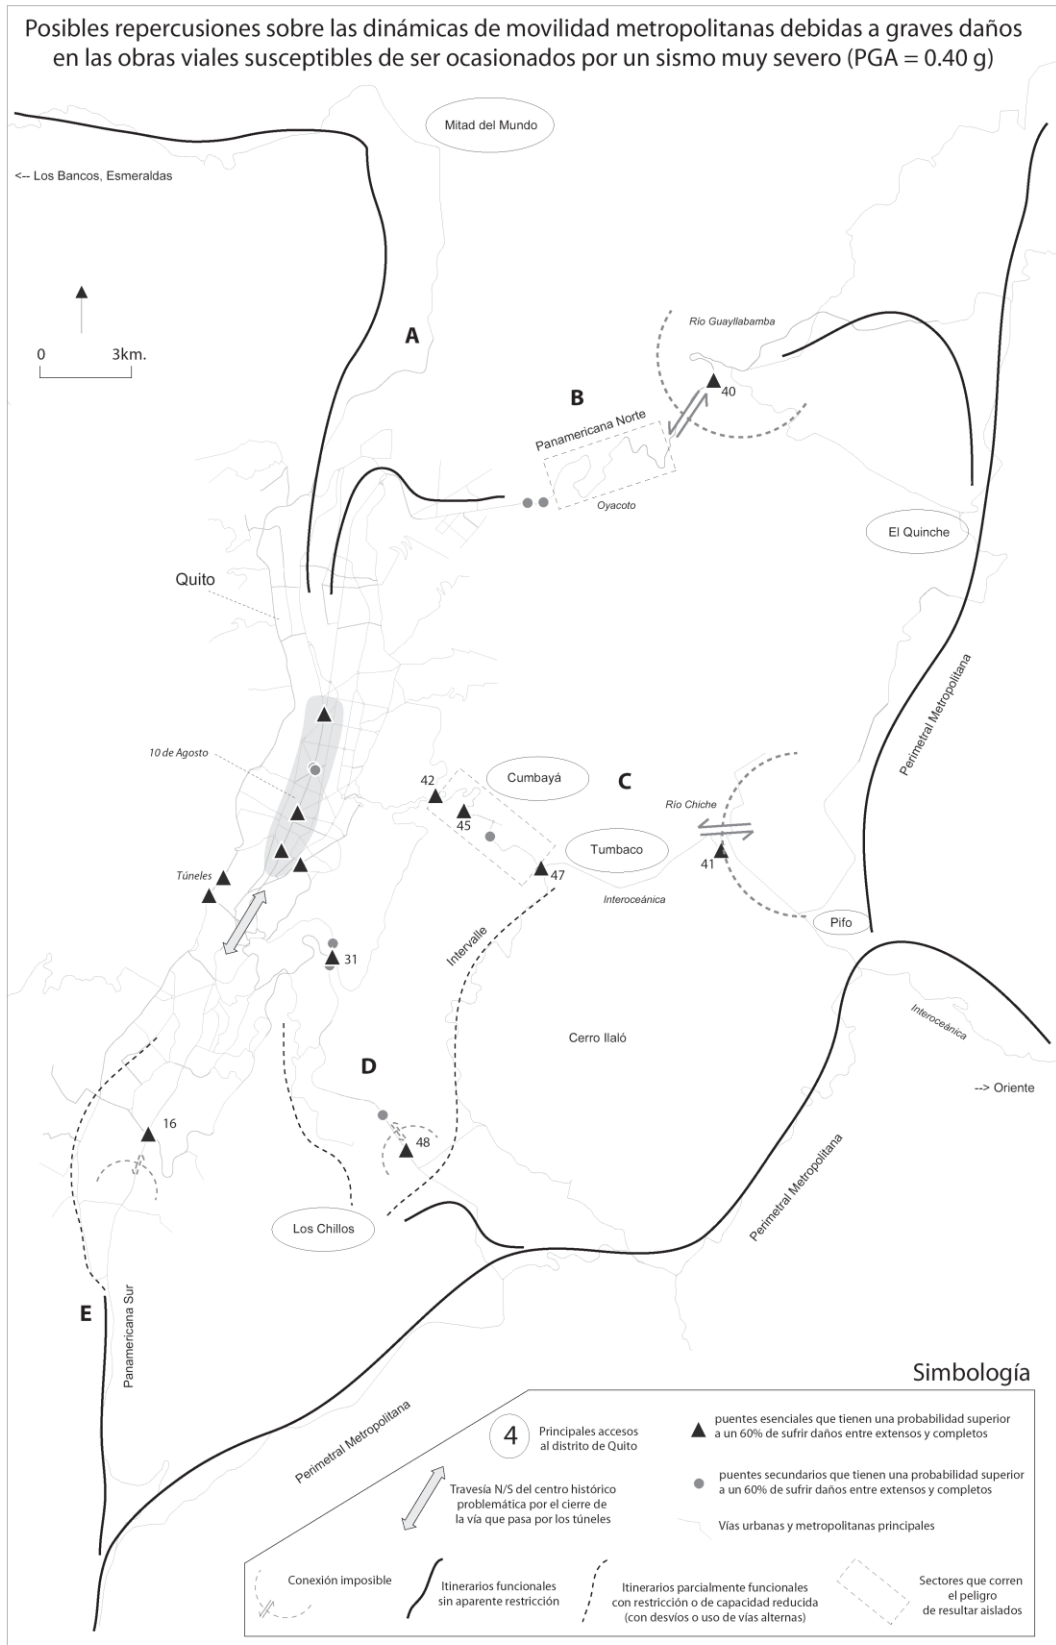 Posibles repercusiones sobre las dinámicas de movilidad metropolitanas debidas a graves daños
en las obras viales susceptibles de ser ocasionados por un sismo muy severo (PGA = 0.40 g)
Mitad del Mundo
<-- Los Bancos, Esmeraldas
0 3km.
A
Río Guayllabamba
40
B
Panamericana Norte
Oyacoto
El Quinche
Quito
Perimetral Metropolitana
10 de Agosto
42
Cumbayá
C
45
Río Chiche
Tumbaco
41
47
Túneles
Interoceánica
Pifo
31
Intervalle
Interoceánica
Cerro Ilaló
D
--> Oriente
16
48
Perimetral Metropolitana
Los Chillos
E
Panamericana Sur
Perimetral Metropolitana
Simbología
4
Principales accesos
al distrito de Quito
puentes esenciales que tienen una probabilidad superior
a un 60% de sufrir daños entre extensos y completos
Travesía N/S del centro histórico
problemática por el cierre de
la vía que pasa por los túneles
puentes secundarios que tienen una probabilidad superior
a un 60% de sufrir daños entre extensos y completos
Vías urbanas y metropolitanas principales
Conexión imposible
Itinerarios funcionales
sin aparente restricción
Itinerarios parcialmente funcionales
con restricción o de capacidad reducida
(con desvíos o uso de vías alternas)
Sectores que corren
el peligro
de resultar aislados